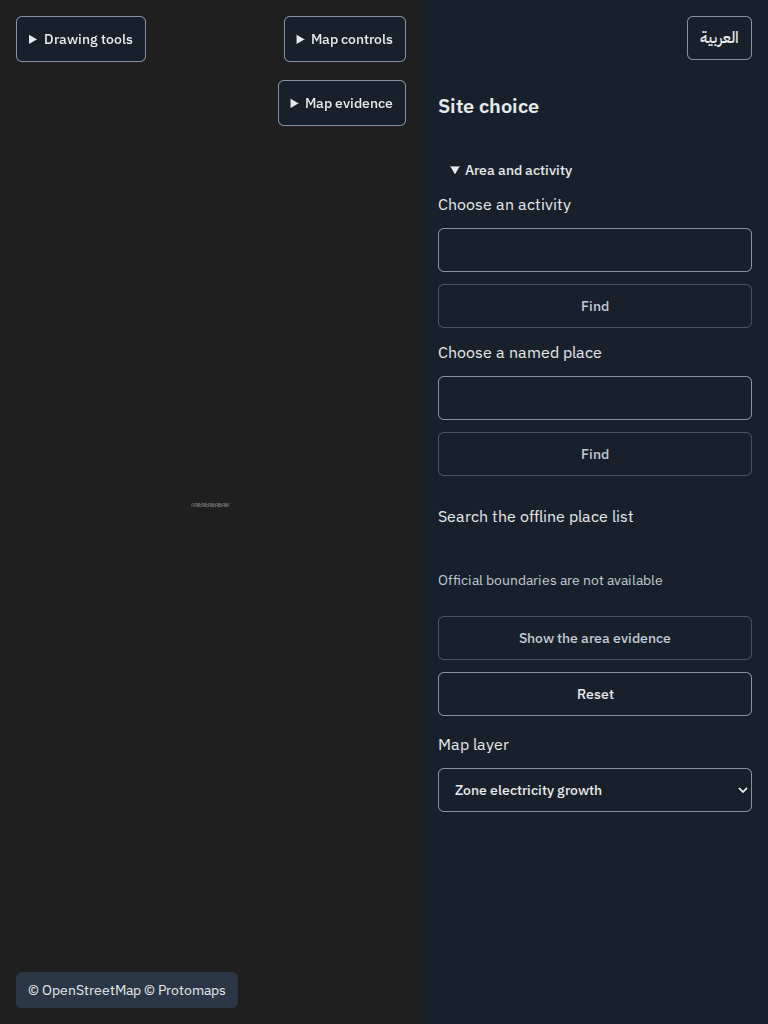 Drawing tools
Map controls
Map evidence
© OpenStreetMap © Protomaps
العربية
Site choice
Area and activity
Choose an activity
Find
Choose a named place
Find
Search the offline place list
Official boundaries are not available
Show the area evidence
Reset
Map layer
Zone electricity growth